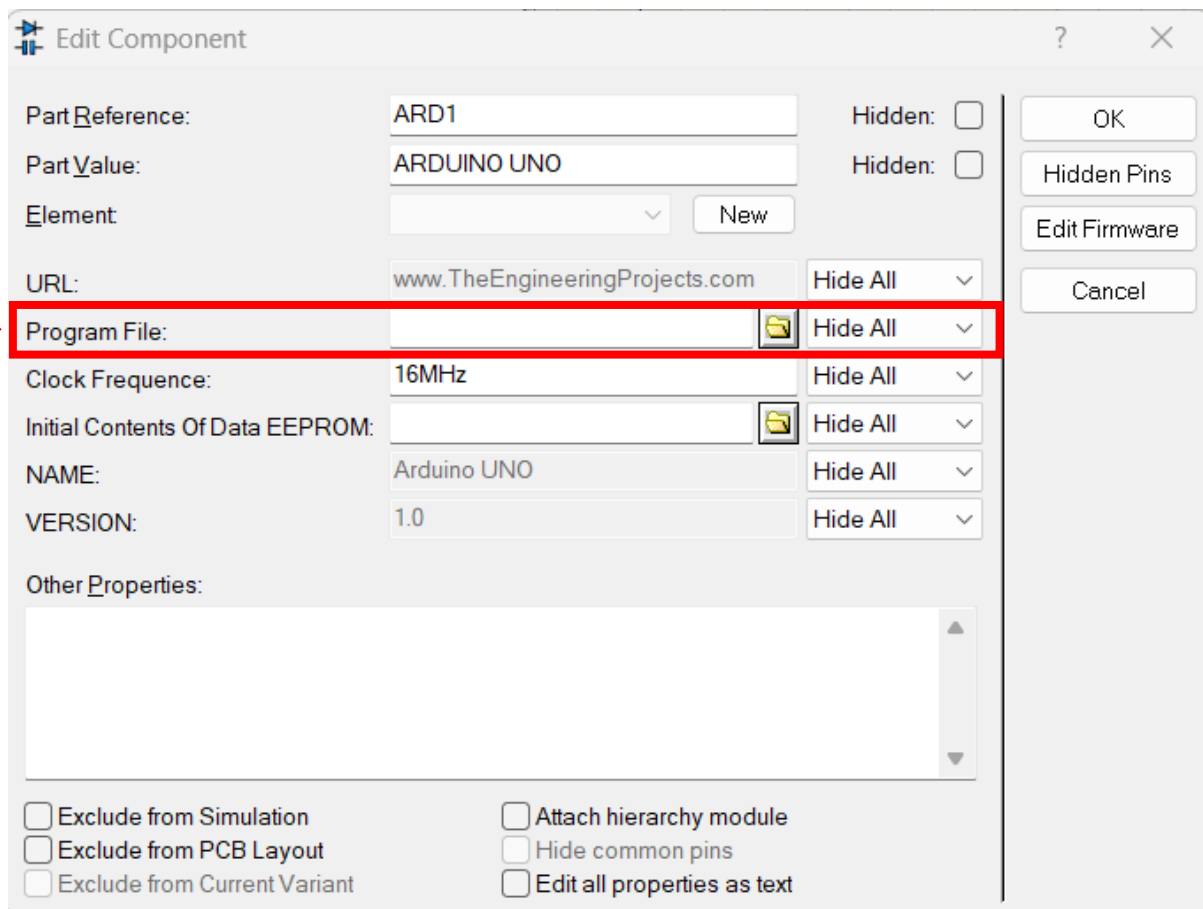 Edit Component ?
Part Reference: ARD1 Hidden: OK
Part Value: ARDUINO UNO Hidden: Hidden Pins
Element: New Edit Firmware
URL: www.TheEngineeringProjects.com Hide All Cancel
Program File: Hide All
Clock Frequence: 16MHz Hide All
Initial Contents Of Data EEPROM: Hide All
NAME: Arduino UNO Hide All
VERSION: 1.0 Hide All
Other Properties:
Exclude from Simulation Attach hierarchy module
Exclude from PCB Layout Hide common pins
Exclude from Current Variant Edit all properties as text